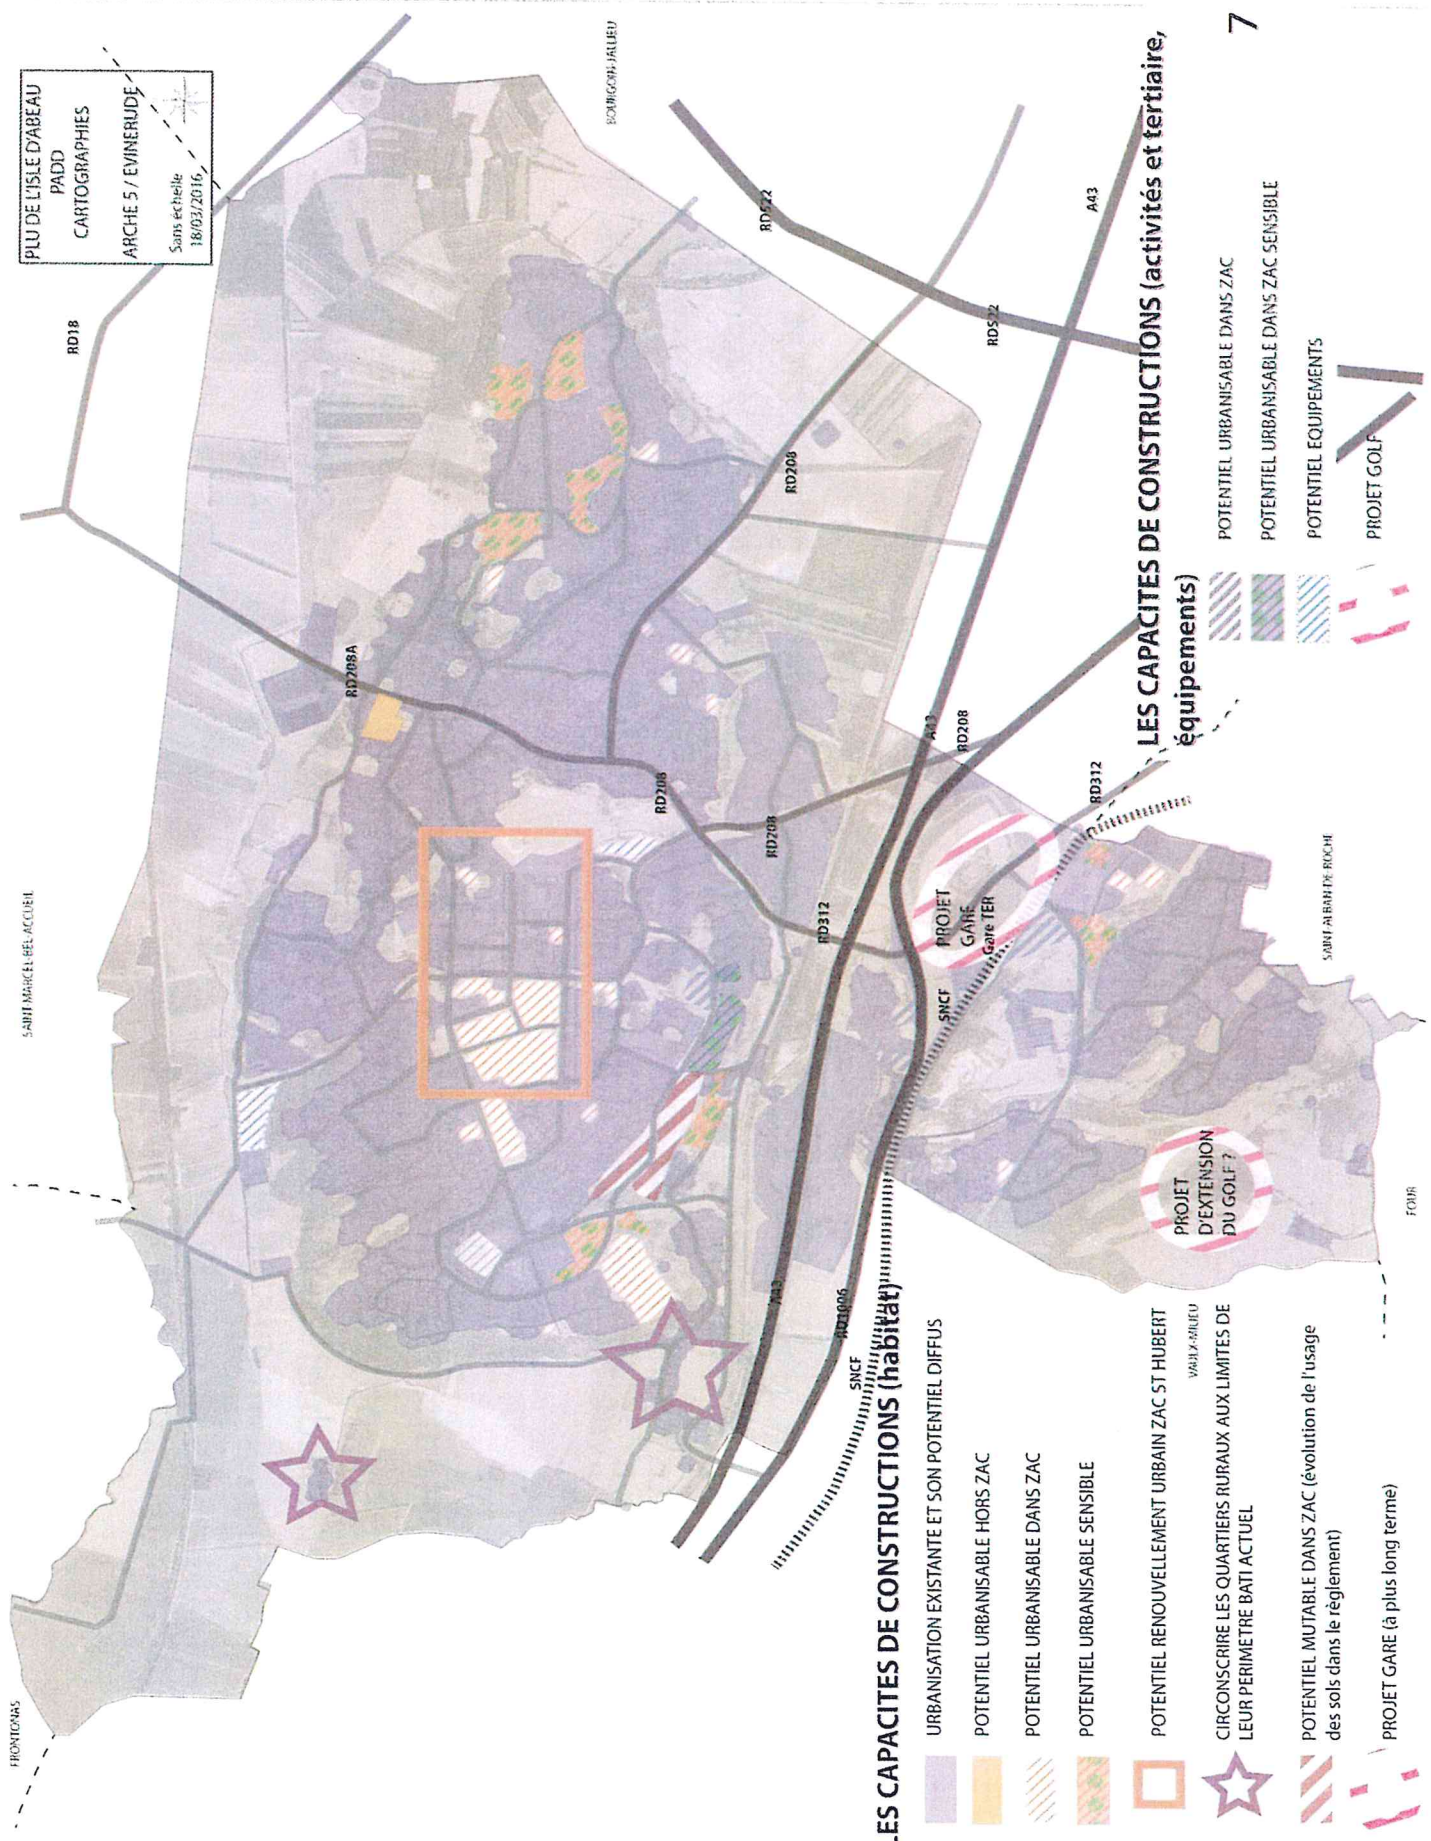 PLU DE L'ISLE D'ABEAU
PADD
CARTOGRAPHIES
ARCHE 5 / EVINERUDE
Sans échelle
18/03/2016
FRONTONAS
SAINT-MARCEL-BEL-ACCUEIL
BOURGOIN-JALLIEU
SAINT-ALBAN-DE-ROCHE
FOUR
VAULX-MILIEU
RD18
RD208A
RD522
RD522
A43
RD208
RD208
RD208
A43
RD208
RD312
RD312
PROJET
GARE
Gare TER
SNCF
A43
RD1006
SNCF
PROJET
D'EXTENSION
DU GOLF ?
LES CAPACITES DE CONSTRUCTIONS (habitat)
URBANISATION EXISTANTE ET SON POTENTIEL DIFFUS
POTENTIEL URBANISABLE HORS ZAC
POTENTIEL URBANISABLE DANS ZAC
POTENTIEL URBANISABLE SENSIBLE
POTENTIEL RENOUVELLEMENT URBAIN ZAC ST HUBERT
CIRCONSCRIRE LES QUARTIERS RURAUX AUX LIMITES DE
LEUR PERIMETRE BATI ACTUEL
POTENTIEL MUTABLE DANS ZAC (évolution de l'usage
des sols dans le règlement)
PROJET GARE (à plus long terme)
LES CAPACITES DE CONSTRUCTIONS (activités et tertiaire,
équipements)
POTENTIEL URBANISABLE DANS ZAC
POTENTIEL URBANISABLE DANS ZAC SENSIBLE
POTENTIEL EQUIPEMENTS
PROJET GOLF
7